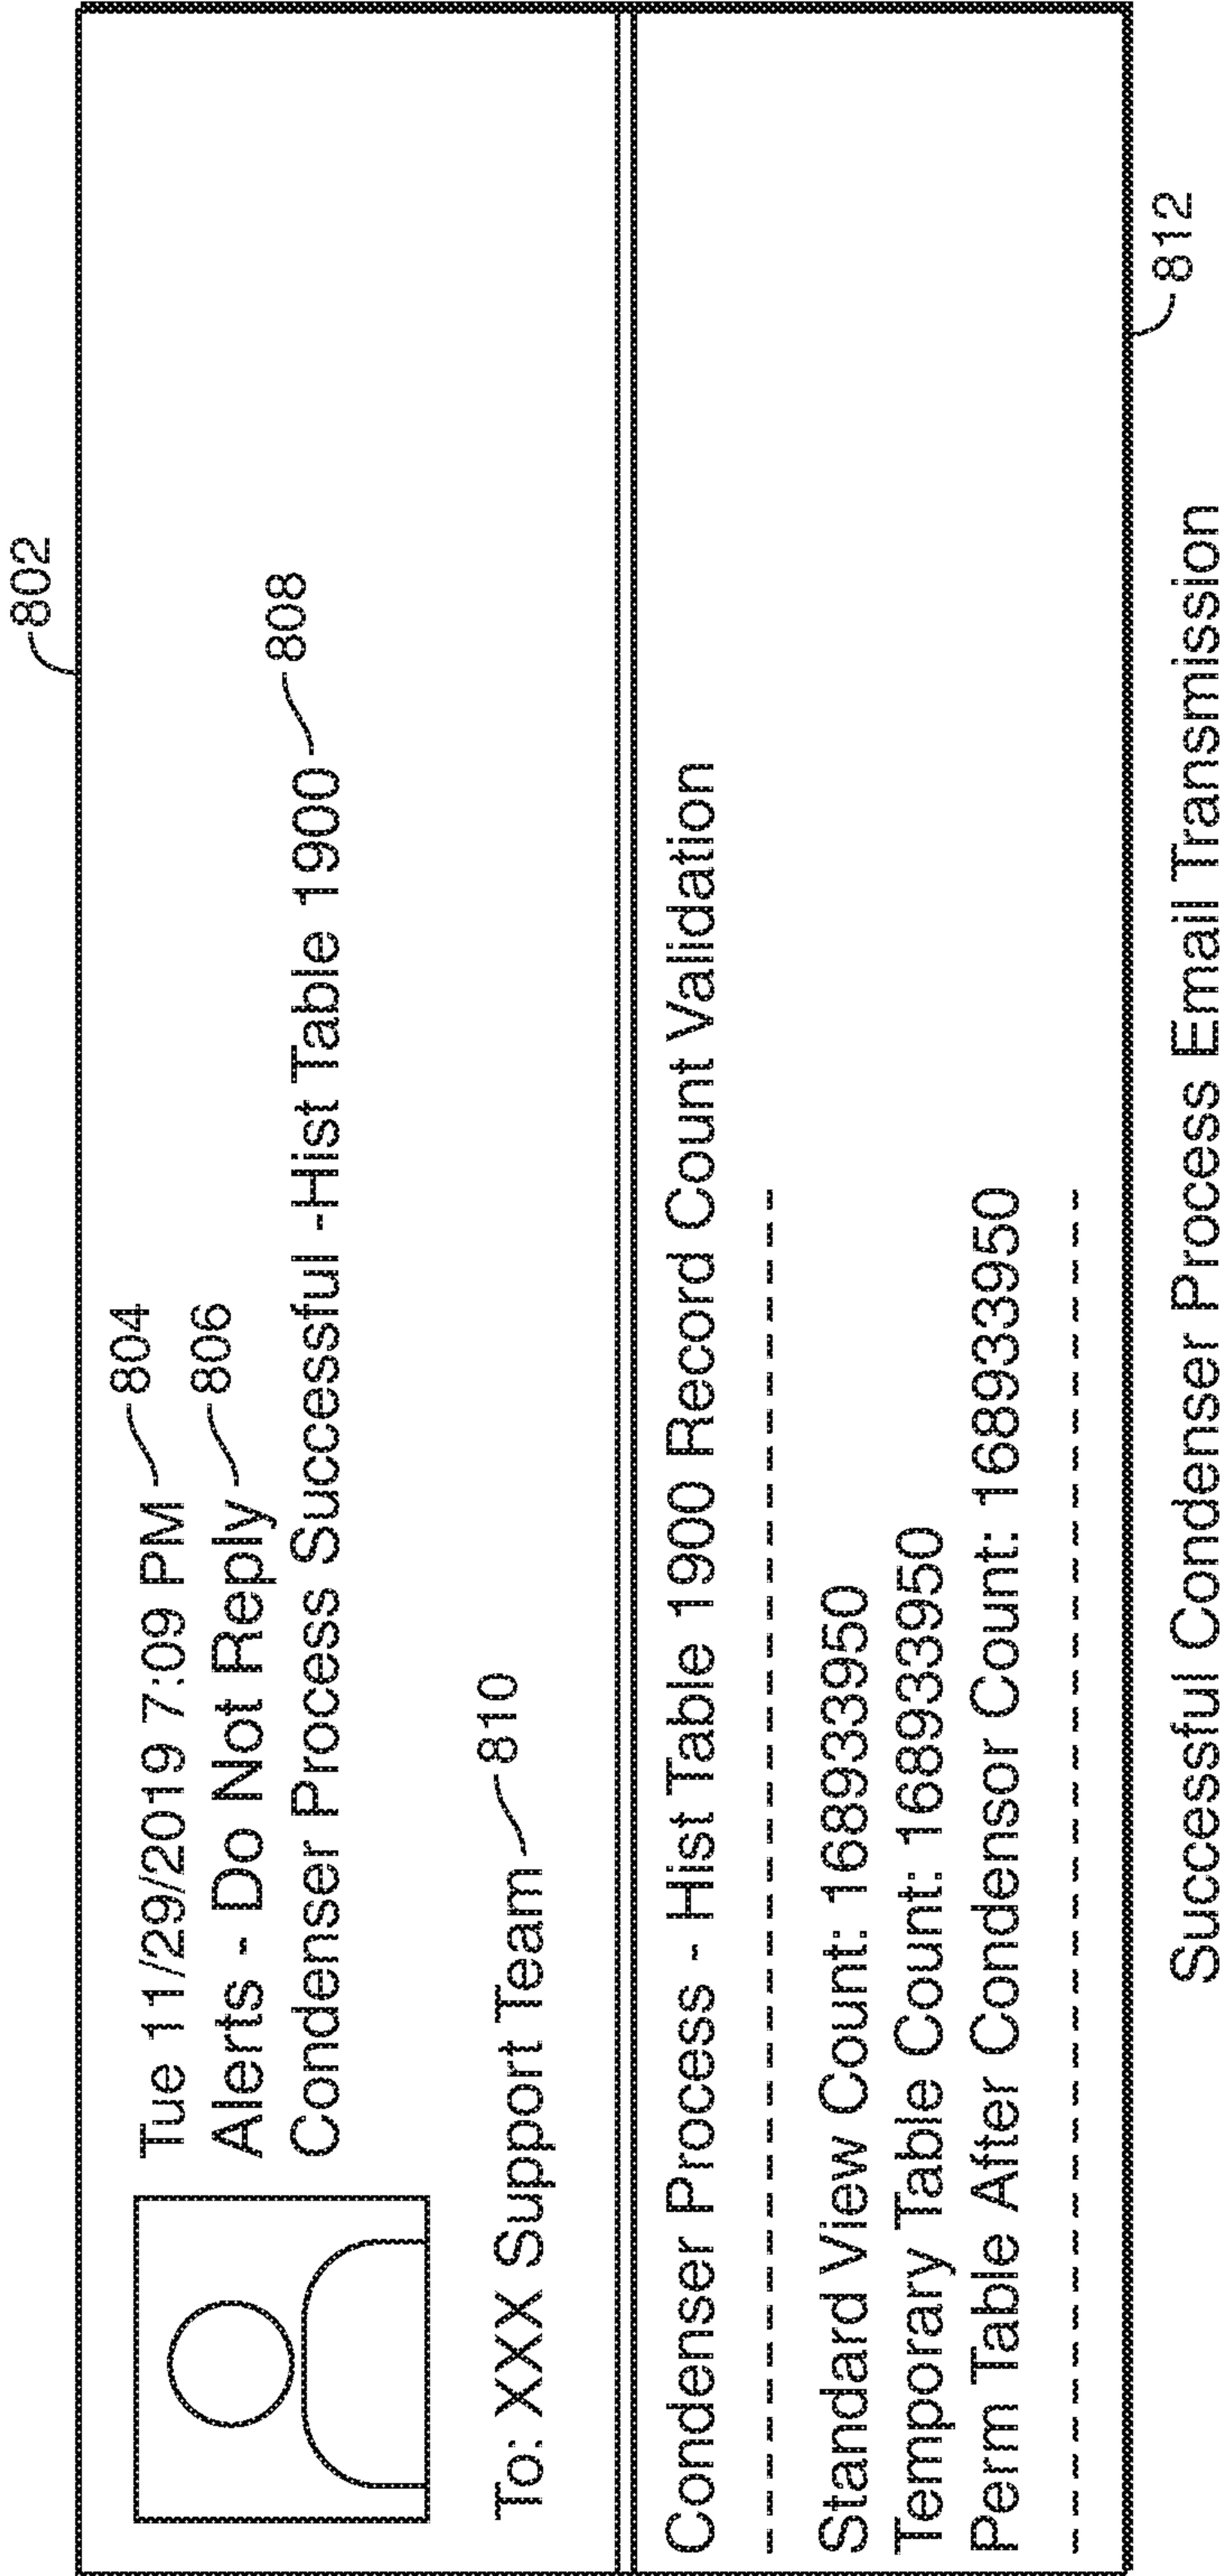 802
Tue 11/29/2019 7:09 PM 804
Alerts - Do Not Reply 806
Condenser Process Successful -Hist Table 1900 808
To: XXX Support Team 810
Condenser Process - Hist Table 1900 Record Count Validation
Standard View Count: 168933950
Temporary Table Count: 168933950
Perm Table After Condensor Count: 168933950
812
Successful Condenser Process Email Transmission